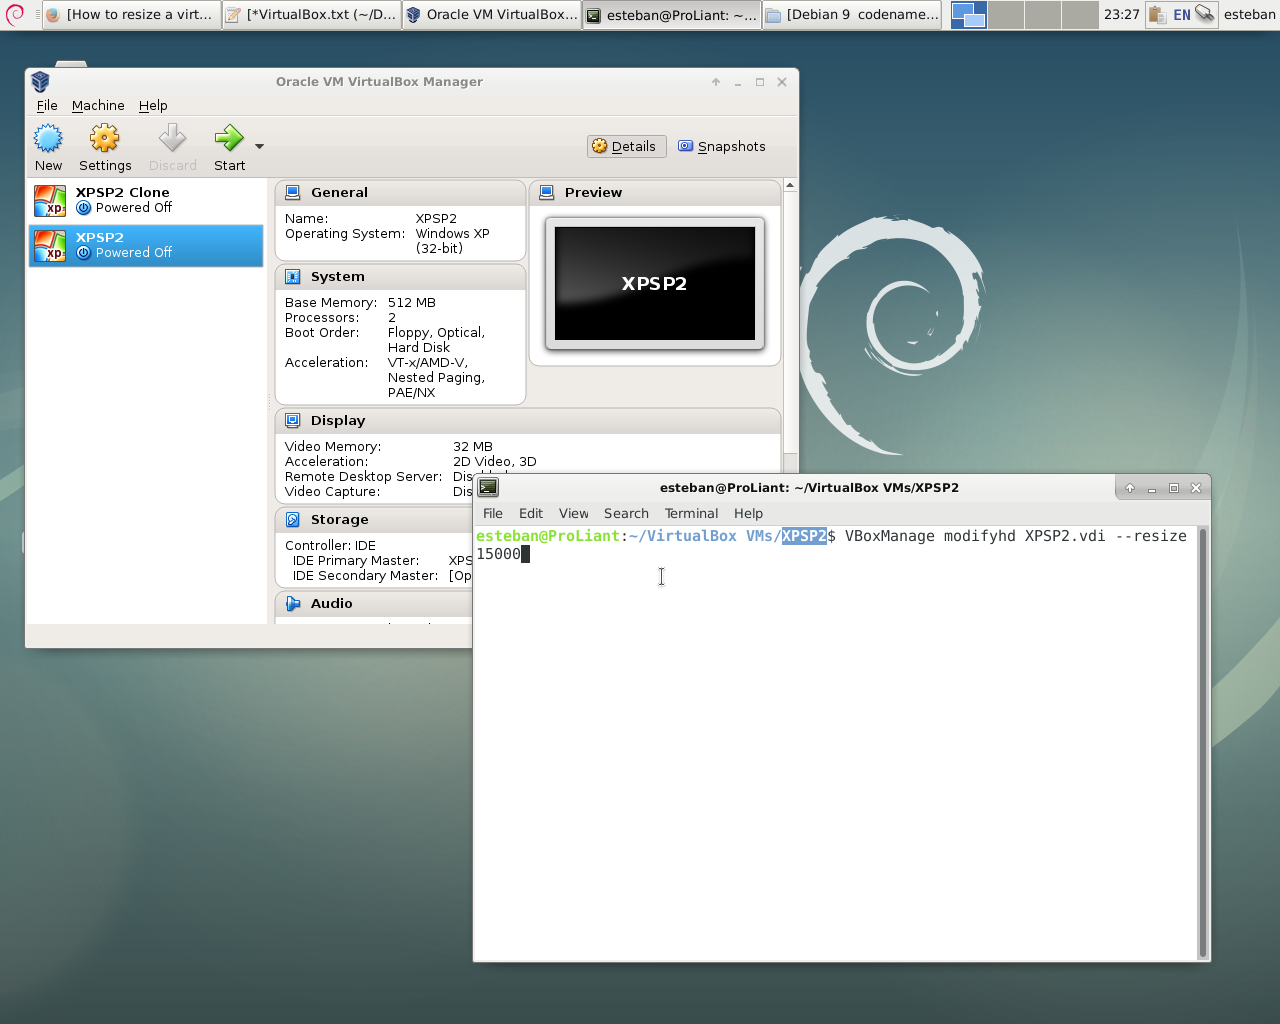 [How to resize a virt...
[*VirtualBox.txt (~/D...
Oracle VM VirtualBox...
esteban@ProLiant: ~...
[Debian 9 codename...
23:27
EN
esteban
Oracle VM VirtualBox Manager
File Machine Help
New Settings Discard Start
Details Snapshots
XPSP2 Clone
Powered Off
XPSP2
Powered Off
General
Name: XPSP2
Operating System: Windows XP
(32-bit)
System
Base Memory: 512 MB
Processors: 2
Boot Order: Floppy, Optical,
Hard Disk
Acceleration: VT-x/AMD-V,
Nested Paging,
PAE/NX
Preview
XPSP2
Display
Video Memory: 32 MB
Acceleration: 2D Video, 3D
Remote Desktop Server:
Video Capture: Dis
Storage
Controller: IDE
IDE Primary Master: XPS
IDE Secondary Master: [Op
Audio
esteban@ProLiant: ~/VirtualBox VMs/XPSP2
File Edit View Search Terminal Help
esteban@ProLiant:~/VirtualBox VMs/XPSP2$ VBoxManage modifyhd XPSP2.vdi --resize
15000